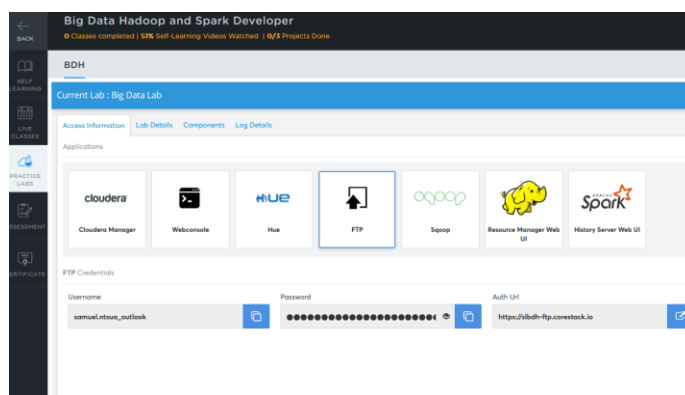 Big Data Hadoop and Spark Developer
0 Classes completed | 51% Self-Learning Videos Watched | 0/3 Projects Done
BACK
SELF
LEARNING
LIVE
CLASSES
PRACTICE
LABS
ASSESSMENT
CERTIFICATE
BDH
Current Lab : Big Data Lab
Access Information Lab Details Components Log Details
Applications
cloudera
HUE
sqoop
APACHE
Spark
Cloudera Manager Webconsole Hue FTP Sqoop Resource Manager Web History Server Web UI
UI
FTP Credentials
Username Password Auth Url
samuel.ntsua_outlook https://slbdh-ftp.corestack.io